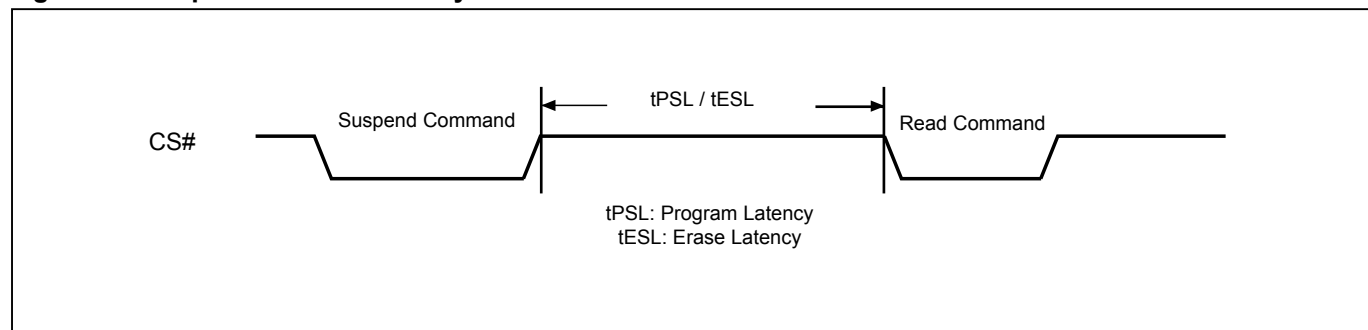 tPSL / tESL
Suspend Command
Read Command
CS#
tPSL: Program Latency
tESL: Erase Latency